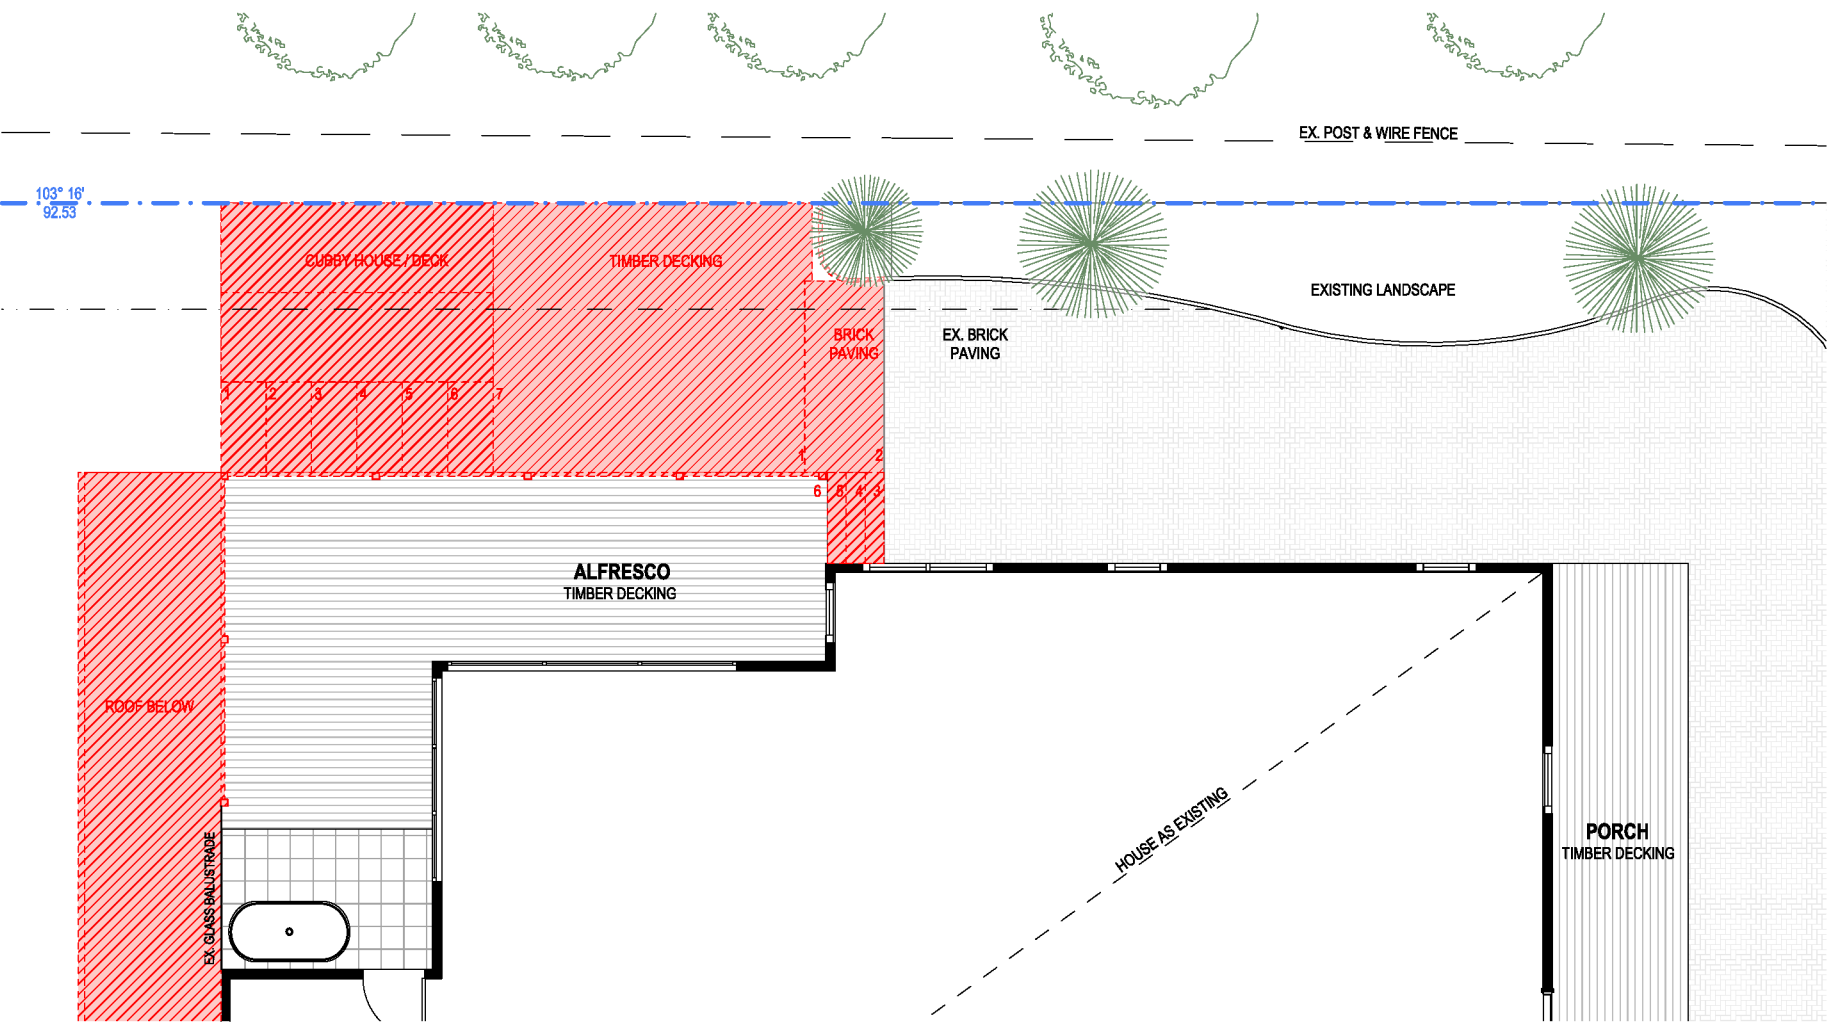 EX. POST & WIRE FENCE
103° 16'
92.53
CUBBY HOUSE / DECK
TIMBER DECKING
EXISTING LANDSCAPE
BRICK
PAVING
EX. BRICK
PAVING
1 2 3 4 5 6 7
1 2
6 5 4 3
ALFRESCO
TIMBER DECKING
ROOF BELOW
HOUSE AS EXISTING
PORCH
TIMBER DECKING
EX. GLASS BALUSTRADE